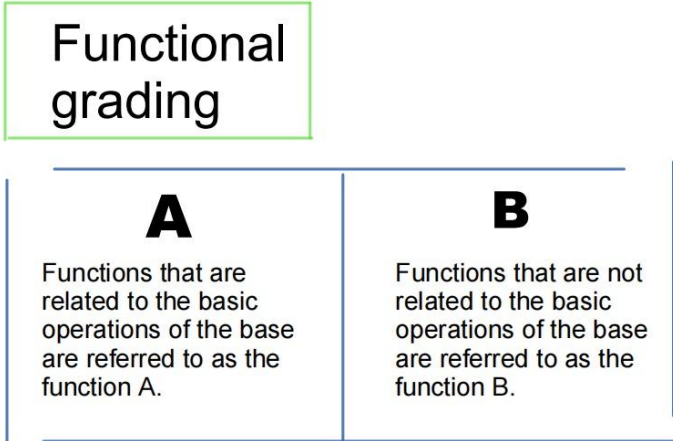 Functional
grading
A
Functions that are
related to the basic
operations of the base
are referred to as the
function A.
B
Functions that are not
related to the basic
operations of the base
are referred to as the
function B.